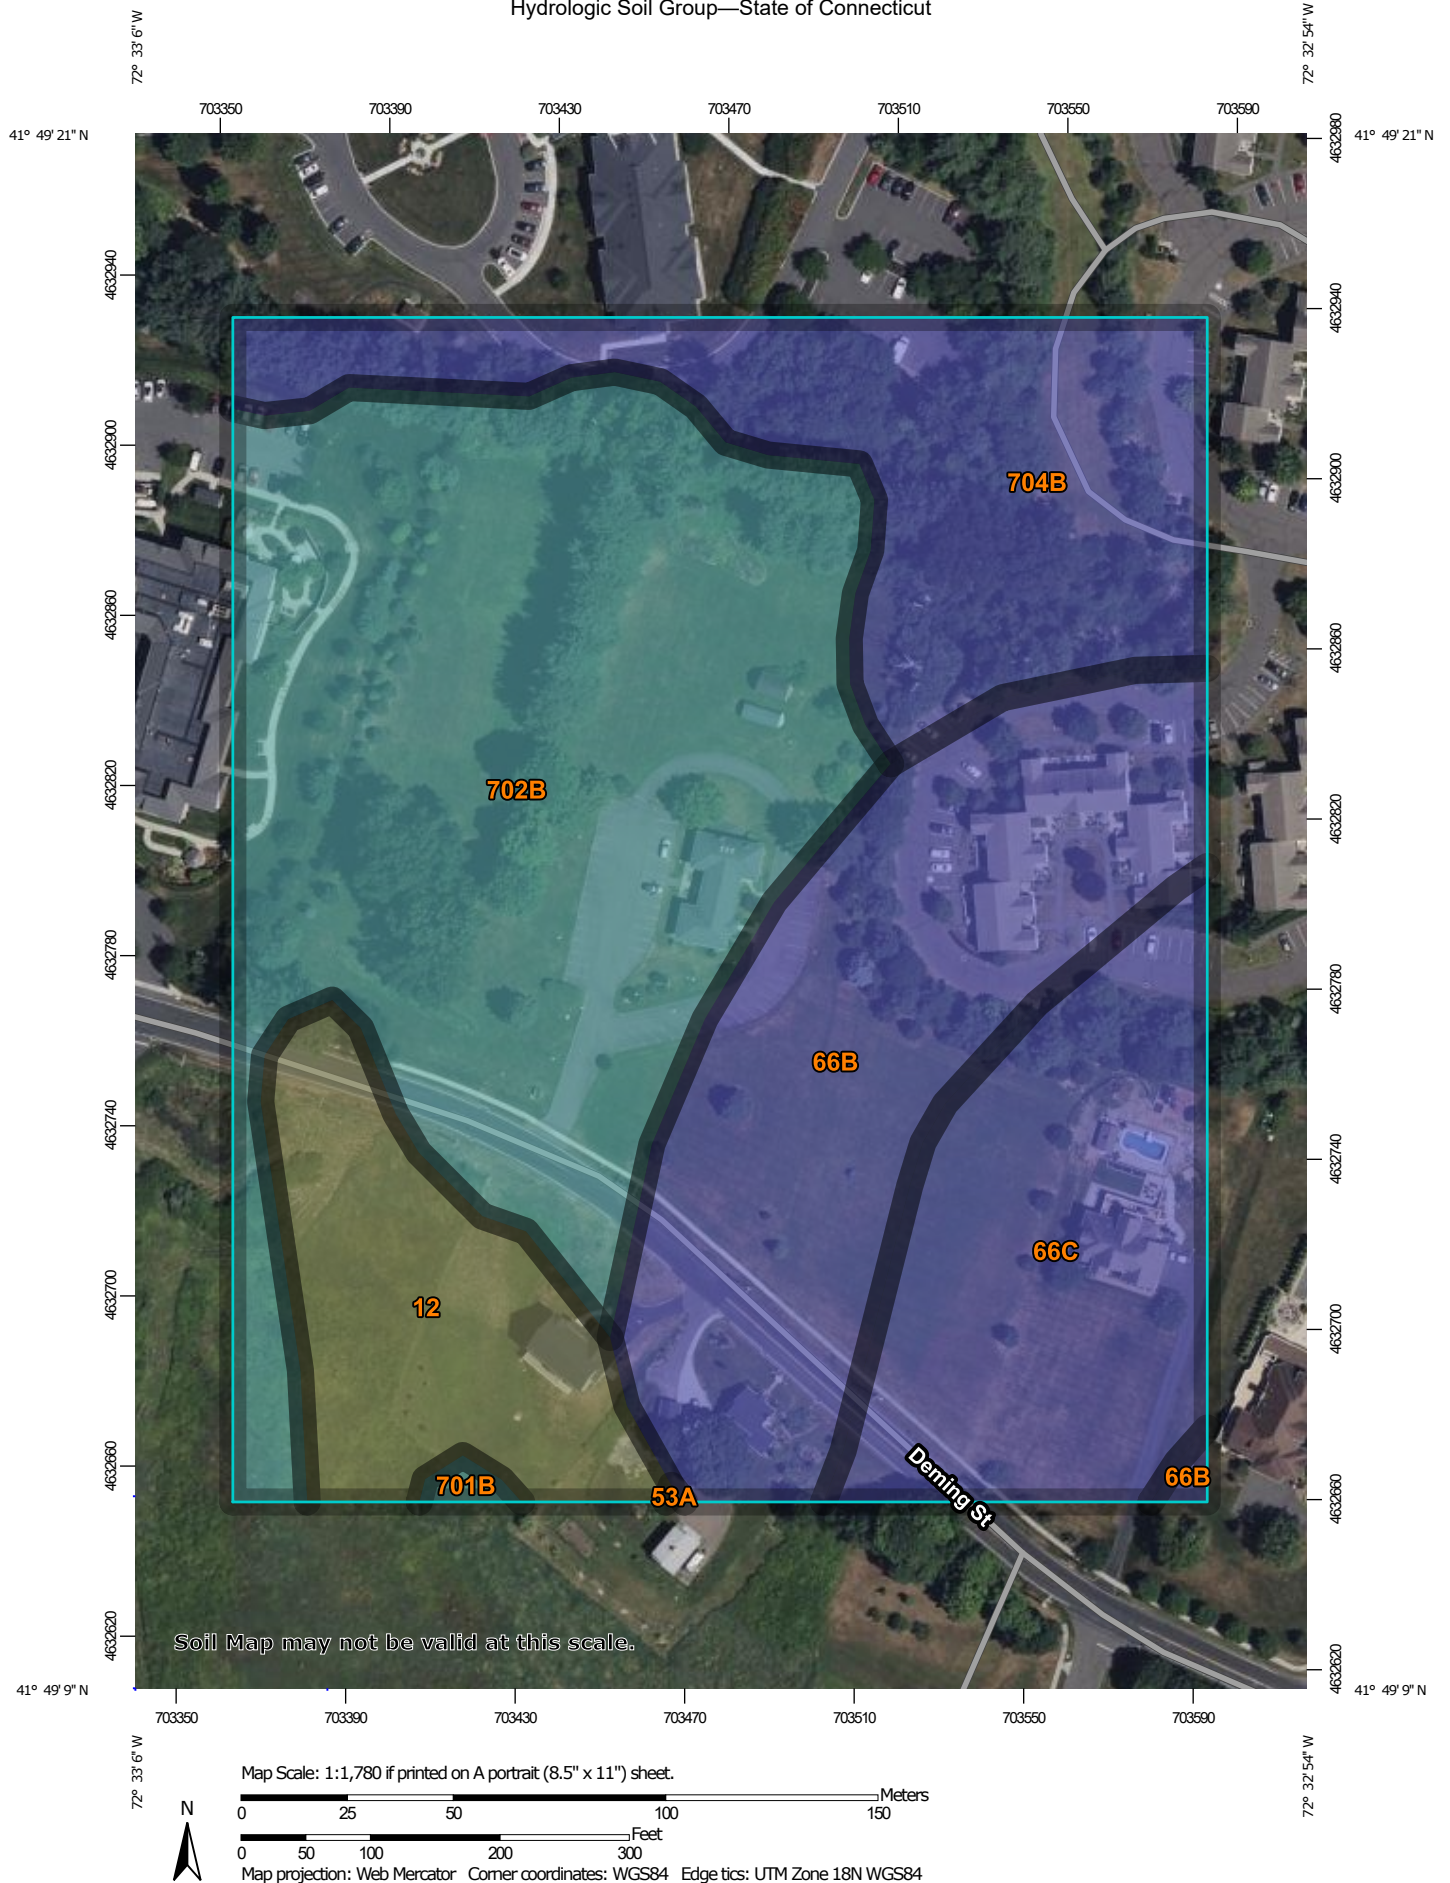 Hydrologic Soil Group—State of Connecticut
72° 33' 6'' W
72° 32' 54'' W
703350 703390 703430 703470 703510 703550 703590
41° 49' 21'' N
41° 49' 21'' N
4632980
4632940
4632940
4632900
4632900
704B
4632860
4632860
4632820
4632820
702B
4632780
4632780
66B
4632740
4632740
66C
4632700
4632700
12
4632660
4632660
701B
53A
66B
Deming St
4632620
4632620
Soil Map may not be valid at this scale.
41° 49' 9'' N
41° 49' 9'' N
703350 703390 703430 703470 703510 703550 703590
72° 33' 6'' W
72° 32' 54'' W
Map Scale: 1:1,780 if printed on A portrait (8.5" x 11") sheet.
Meters
0 25 50 100 150
N
Feet
0 50 100 200 300
Map projection: Web Mercator Corner coordinates: WGS84 Edge tics: UTM Zone 18N WGS84